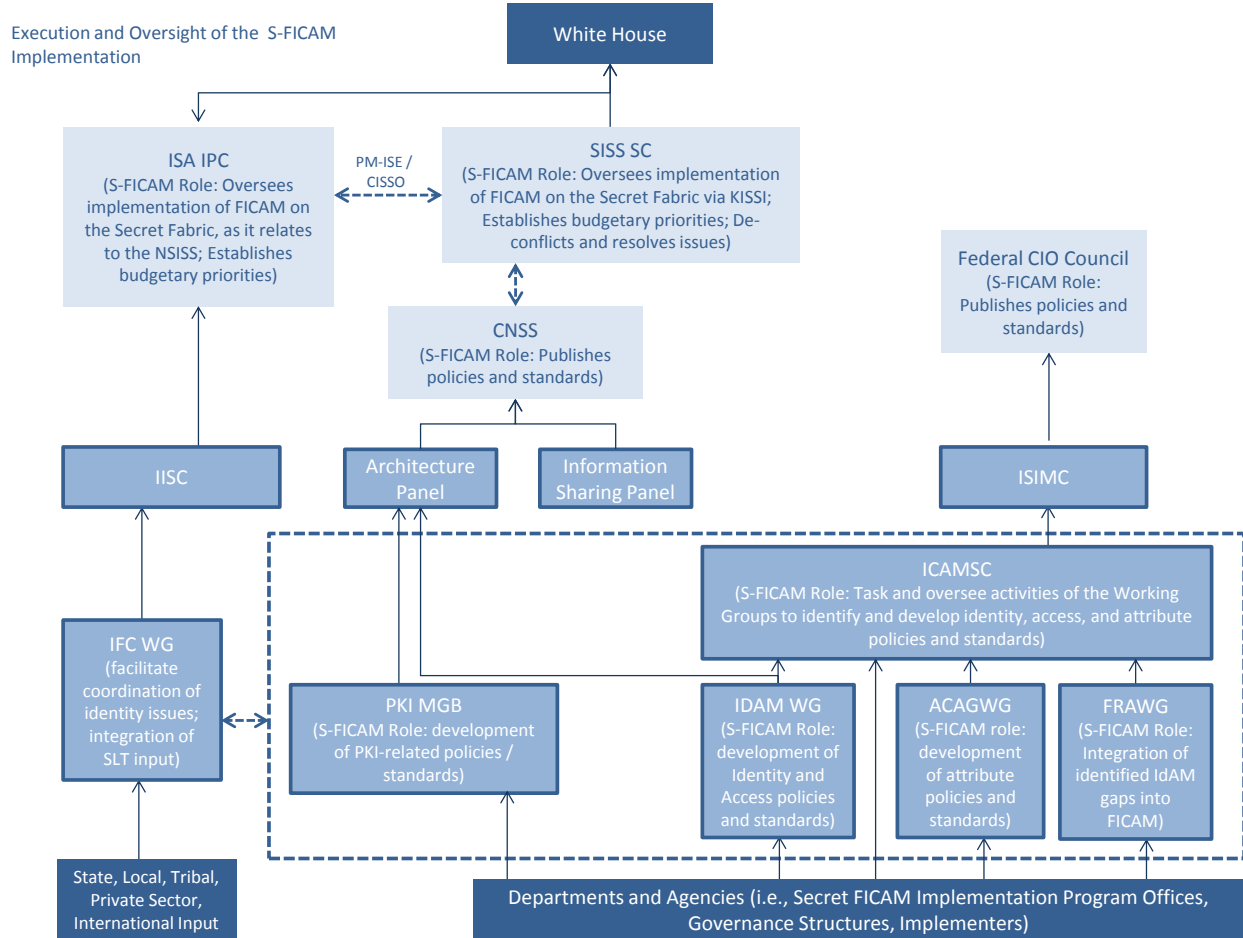 Execution and Oversight of the S-FICAM
Implementation
White House
ISA IPC
(S-FICAM Role: Oversees
implementation of FICAM on
the Secret Fabric, as it relates
to the NSISS; Establishes
budgetary priorities)
PM-ISE /
CISSO
SISS SC
(S-FICAM Role: Oversees implementation
of FICAM on the Secret Fabric via KISSI;
Establishes budgetary priorities; De-
conflicts and resolves issues)
Federal CIO Council
(S-FICAM Role:
Publishes policies and
standards)
CNSS
(S-FICAM Role: Publishes
policies and standards)
IISC
Architecture
Panel
Information
Sharing Panel
ISIMC
ICAMSC
(S-FICAM Role: Task and oversee activities of the Working
Groups to identify and develop identity, access, and attribute
policies and standards)
IFC WG
(facilitate
coordination of
identity issues;
integration of
SLT input)
PKI MGB
(S-FICAM Role: development
of PKI-related policies /
standards)
IDAM WG
(S-FICAM Role:
development of
Identity and
Access policies
and standards)
ACAGWG
(S-FICAM role:
development
of attribute
policies and
standards)
FRAWG
(S-FICAM Role:
Integration of
identified IdAM
gaps into
FICAM)
State, Local, Tribal,
Private Sector,
International Input
Departments and Agencies (i.e., Secret FICAM Implementation Program Offices,
Governance Structures, Implementers)